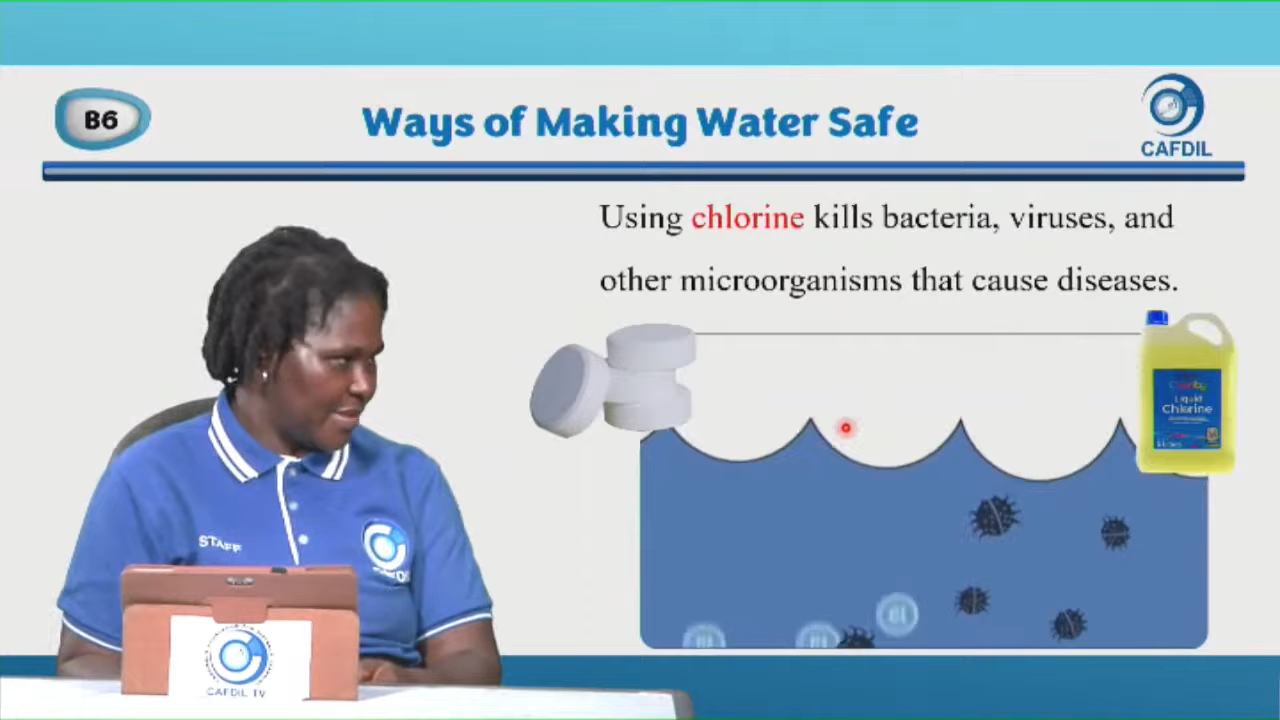 B6
Ways of Making Water Safe
CAFDIL
Using chlorine kills bacteria, viruses, and
other microorganisms that cause diseases.
Liquid
Chlorine
STAFF
CAFDIL TV